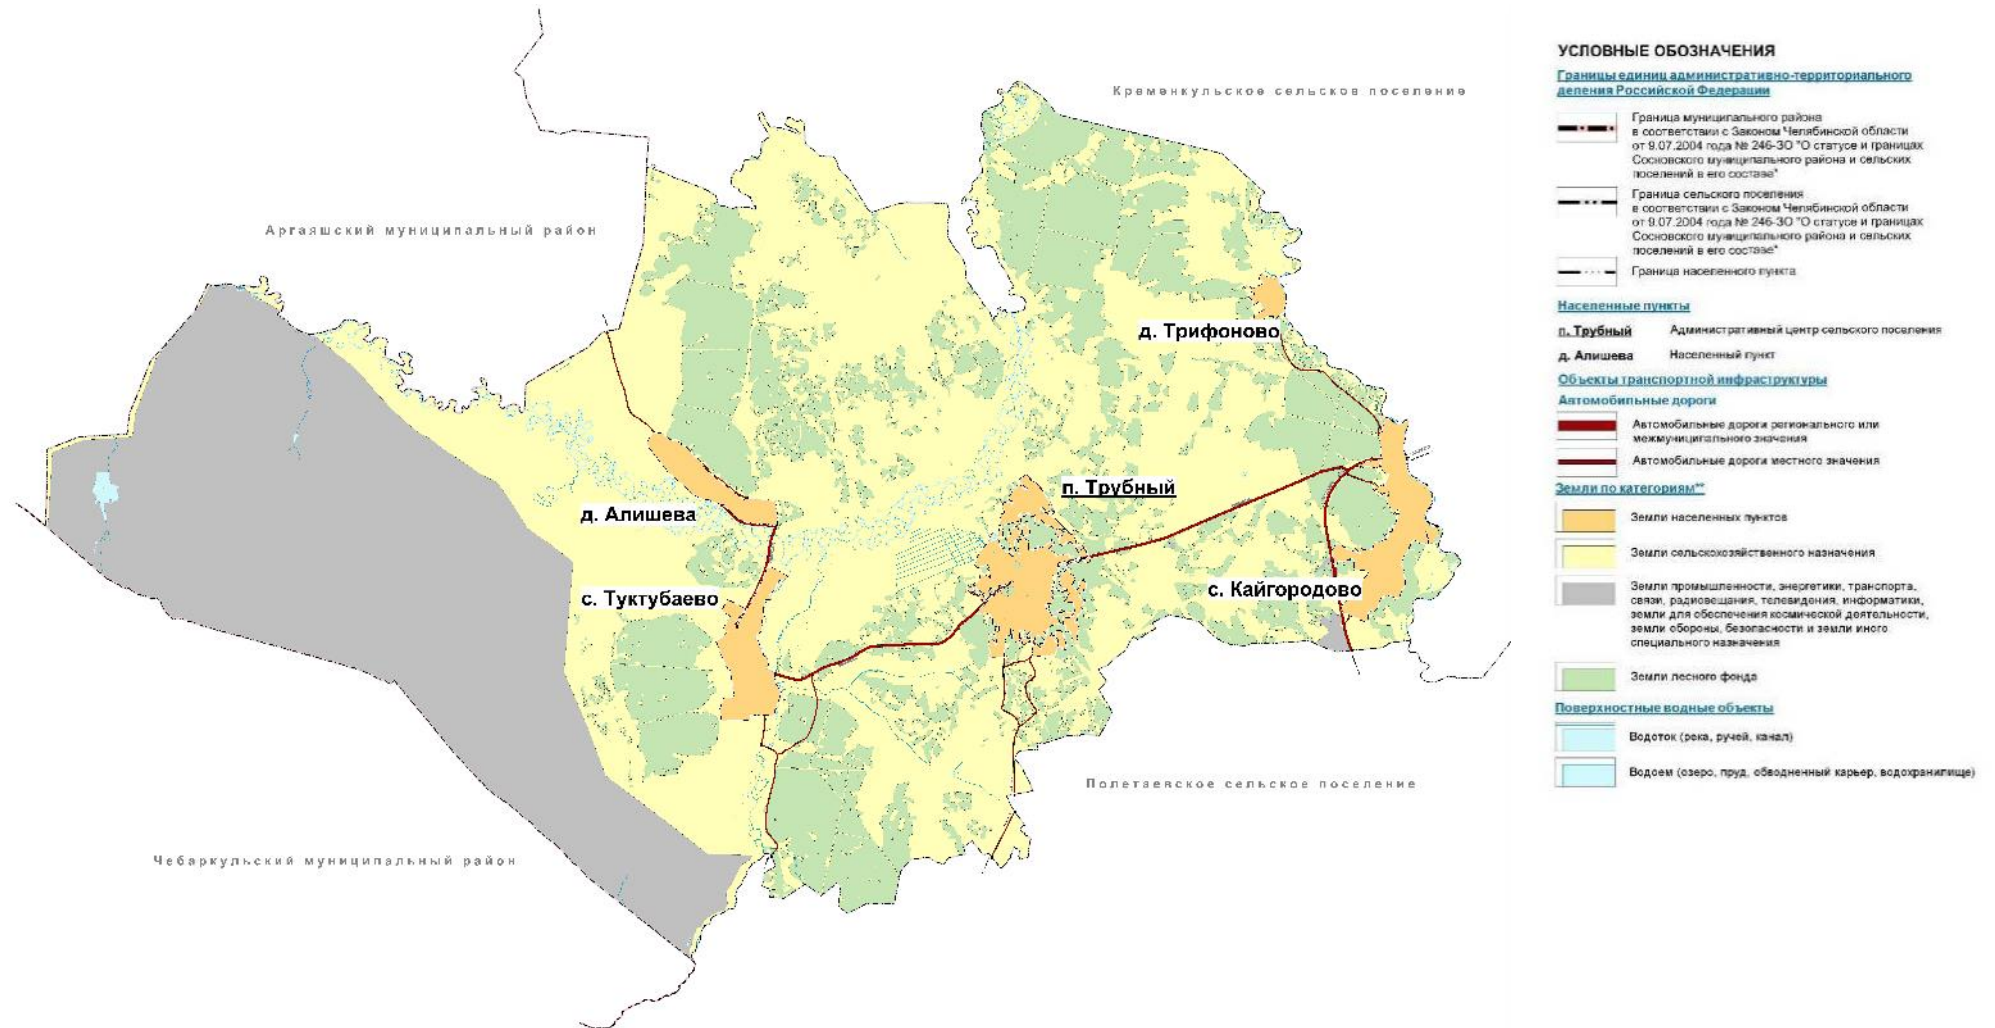 Кременкульское сельское поселение
Аргаяшский муниципальный район
д. Трифоново
п. Трубный
д. Алишева
с. Туктубаево
с. Кайгородово
Полетаевское сельское поселение
Чебаркульский муниципальный район
УСЛОВНЫЕ ОБОЗНАЧЕНИЯ
Границы единиц административно-территориального
деления Российской Федерации
Граница муниципального района
в соответствии с Законом Челябинской области
от 9.07.2004 года № 246-ЗО "О статусе и границах
Сосновского муниципального района и сельских
поселений в его составе"
Граница сельского поселения
в соответствии с Законом Челябинской области
от 9.07.2004 года № 246-ЗО "О статусе и границах
Сосновского муниципального района и сельских
поселений в его составе"
Граница населенного пункта
Населенные пункты
п. Трубный Административный центр сельского поселения
д. Алишева Населенный пункт
Объекты транспортной инфраструктуры
Автомобильные дороги
Автомобильные дороги регионального или
межмуниципального значения
Автомобильные дороги местного значения
Земли по категориям**
Земли населенных пунктов
Земли сельскохозяйственного назначения
Земли промышленности, энергетики, транспорта,
связи, радиовещания, телевидения, информатики,
земли для обеспечения космической деятельности,
земли обороны, безопасности и земли иного
специального назначения
Земли лесного фонда
Поверхностные водные объекты
Водоток (река, ручей, канал)
Водоем (озеро, пруд, обводненный карьер, водохранилище)